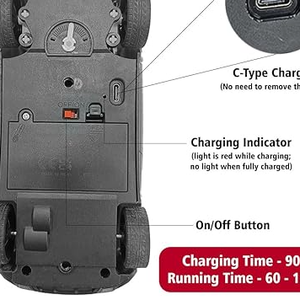 C-Type Charg
(No need to remove the
Charging Indicator
(light is red while charging;
no light when fully charged)
On/Off Button
Charging Time - 90
Running Time - 60 - 1